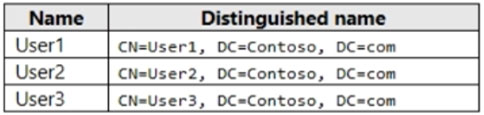 Name Distinguished name
User1 CN=User1, DC=Contoso, DC=com
User2 CN=User2, DC=Contoso, DC=com
User3 CN=User3, DC=Contoso, DC=com